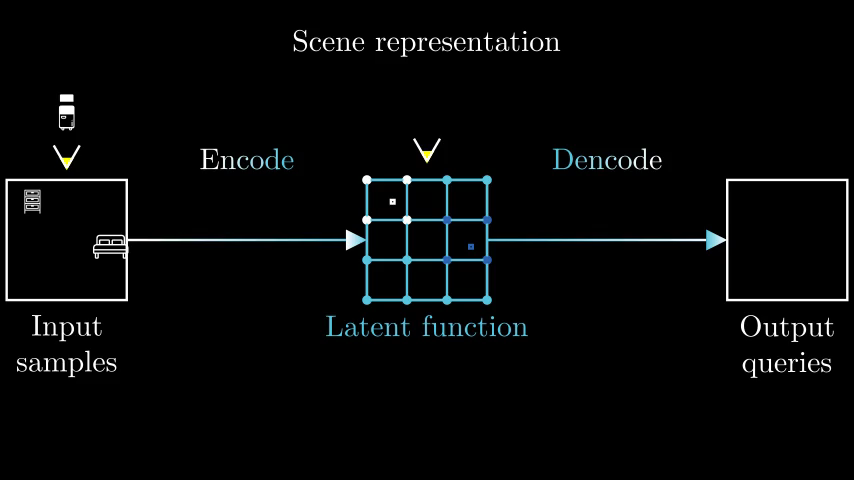 Scene representation
Encode
Dencode
Latent function
Input
samples
Output
queries